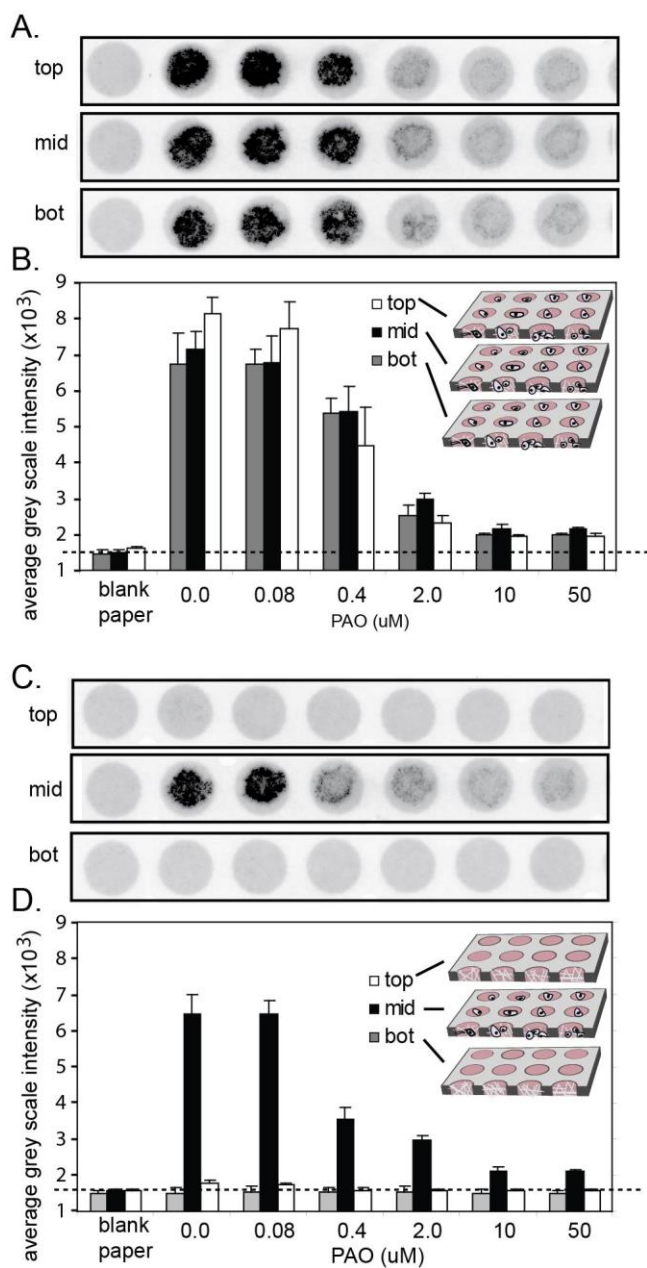 A.
top
mid
bot
B.
average grey scale intensity (x10³)
9
8
7
6
5
4
3
2
1
top
mid
bot
blank paper
0.0
0.08
0.4
2.0
10
50
PAO (uM)
C.
top
mid
bot
D.
average grey scale intensity (x10³)
9
8
7
6
5
4
3
2
1
top
mid
bot
blank paper
0.0
0.08
0.4
2.0
10
50
PAO (uM)